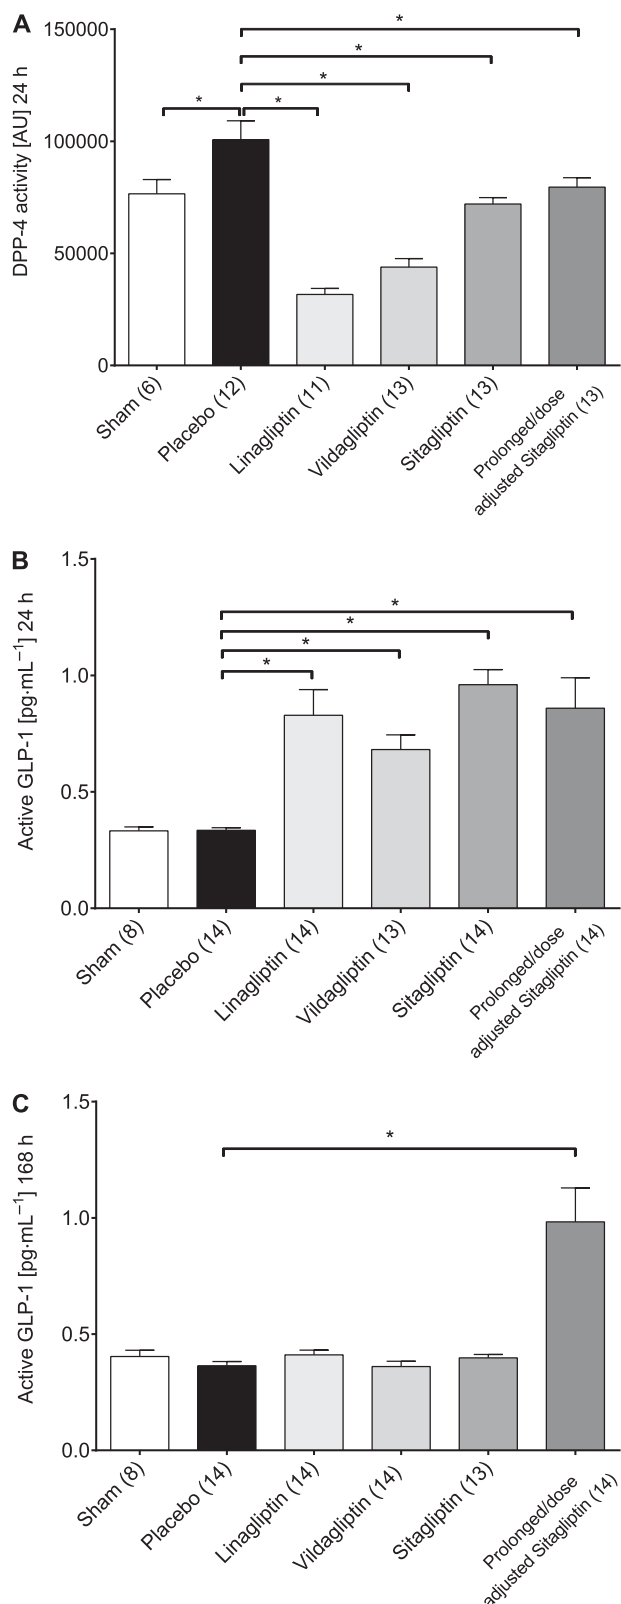 A
DPP-4 activity [AU] 24 h
150000
100000
50000
0
*
*
*
*
*
Sham (6)
Placebo (12)
Linagliptin (11)
Vildagliptin (13)
Sitagliptin (13)
Prolonged/dose
adjusted Sitagliptin (13)
B
Active GLP-1 [pg·mL⁻¹] 24 h
1.5
1.0
0.5
0.0
*
*
*
*
Sham (8)
Placebo (14)
Linagliptin (14)
Vildagliptin (13)
Sitagliptin (14)
Prolonged/dose
adjusted Sitagliptin (14)
C
Active GLP-1 [pg·mL⁻¹] 168 h
1.5
1.0
0.5
0.0
*
Sham (8)
Placebo (14)
Linagliptin (14)
Vildagliptin (14)
Sitagliptin (13)
Prolonged/dose
adjusted Sitagliptin (14)